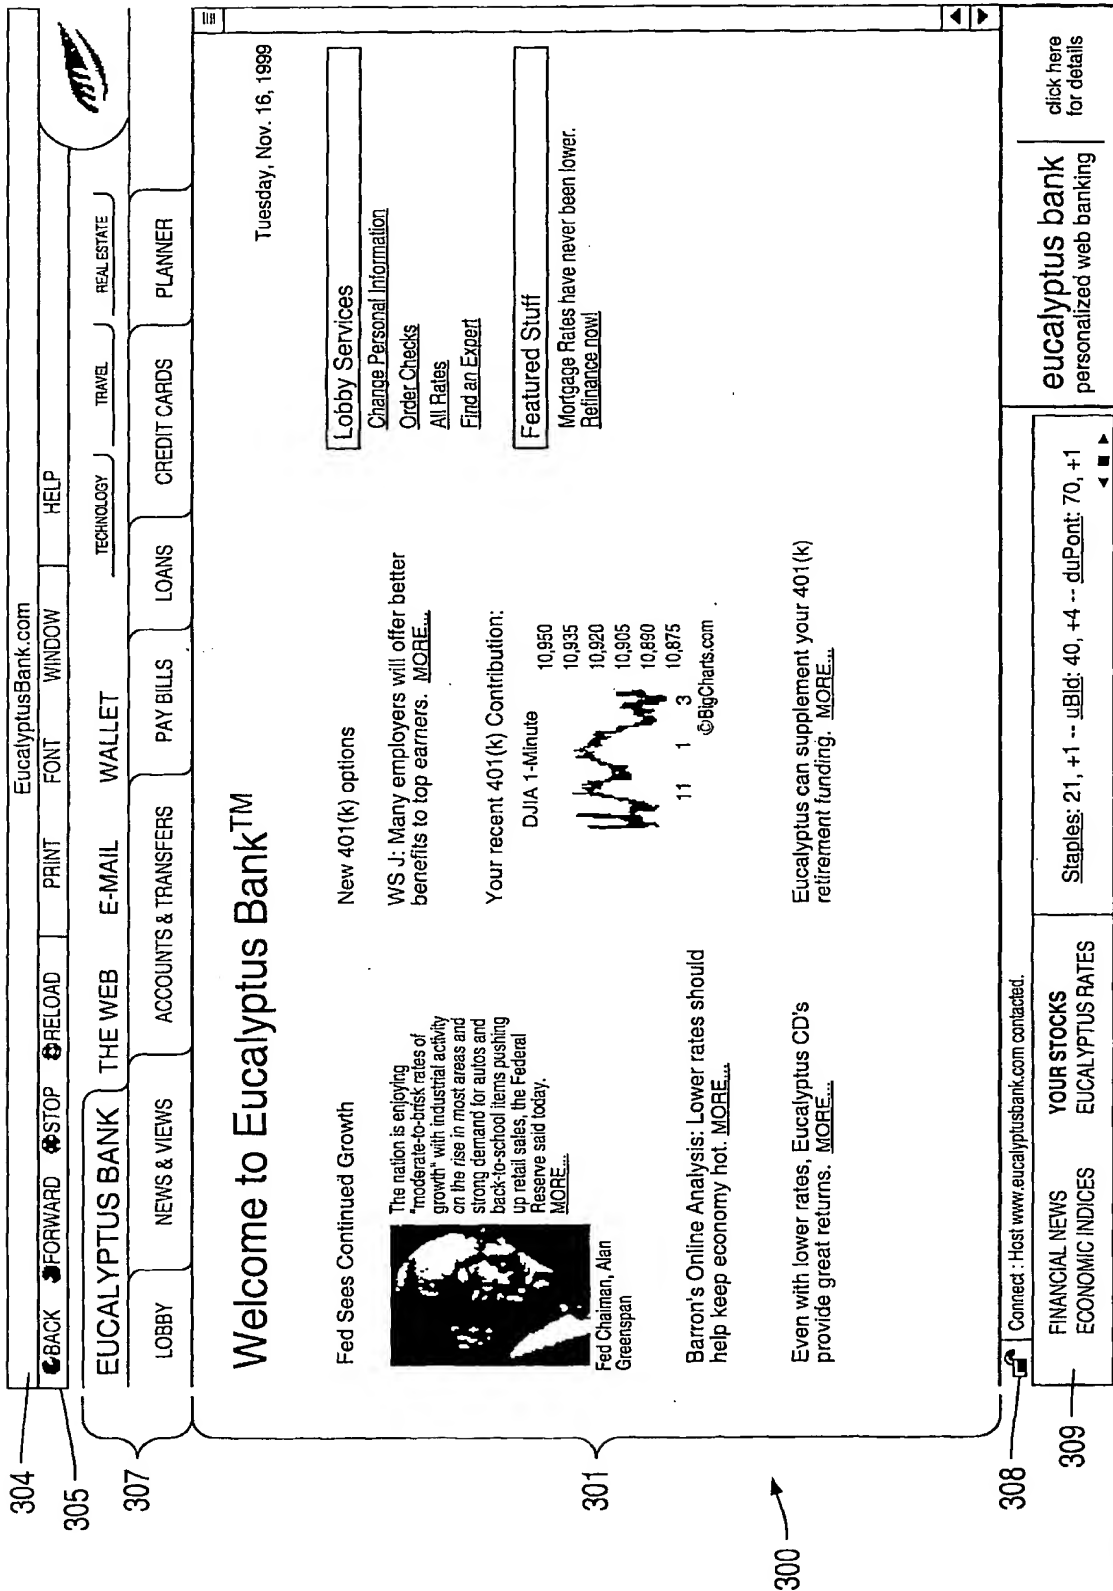 304
EucalyptusBank.com
305
BACK FORWARD STOP RELOAD PRINT FONT WINDOW HELP
307
EUCALYPTUS BANK THE WEB E-MAIL WALLET TECHNOLOGY TRAVEL REAL ESTATE
LOBBY NEWS & VIEWS ACCOUNTS & TRANSFERS PAY BILLS LOANS CREDIT CARDS PLANNER
Welcome to Eucalyptus Bank™
Tuesday, Nov. 16, 1999
Fed Sees Continued Growth
The nation is enjoying
"moderate-to-brisk rates of
growth" with industrial activity
on the rise in most areas and
strong demand for autos and
back-to-school items pushing
up retail sales, the Federal
Reserve said today.
MORE...
Fed Chaiman, Alan
Greenspan
Barron's Online Analysis: Lower rates should
help keep economy hot. MORE...
Even with lower rates, Eucalyptus CD's
provide great returns. MORE...
New 401(k) options
WS J: Many employers will offer better
benefits to top earners. MORE...
Your recent 401(k) Contribution:
DJIA 1-Minute
10,950
10,935
10,920
10,905
10,890
10,875
11 1 3
©BigCharts.com
Eucalyptus can supplement your 401(k)
retirement funding. MORE...
Lobby Services
Change Personal Information
Order Checks
All Rates
Find an Expert
Featured Stuff
Mortgage Rates have never been lower.
Refinance now!
301
300
308
Connect : Host www.eucalyptusbank.com contacted.
309
FINANCIAL NEWS YOUR STOCKS
ECONOMIC INDICES EUCALYPTUS RATES
Staples: 21, +1 -- uBid: 40, +4 -- duPont: 70, +1
eucalyptus bank
personalized web banking
click here
for details